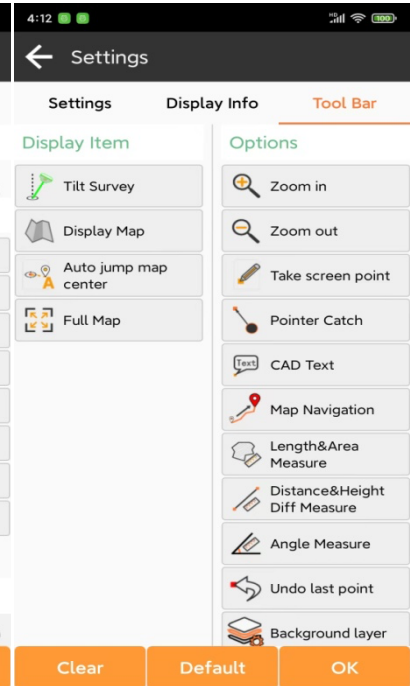 4:12
100
Settings
Settings Display Info Tool Bar
Display Item
Options
Tilt Survey
Display Map
A
Auto jump map
center
Full Map
Zoom in
Zoom out
Take screen point
Pointer Catch
Text
CAD Text
Map Navigation
Length&Area
Measure
Distance&Height
Diff Measure
Angle Measure
Undo last point
Background layer
Clear Default OK